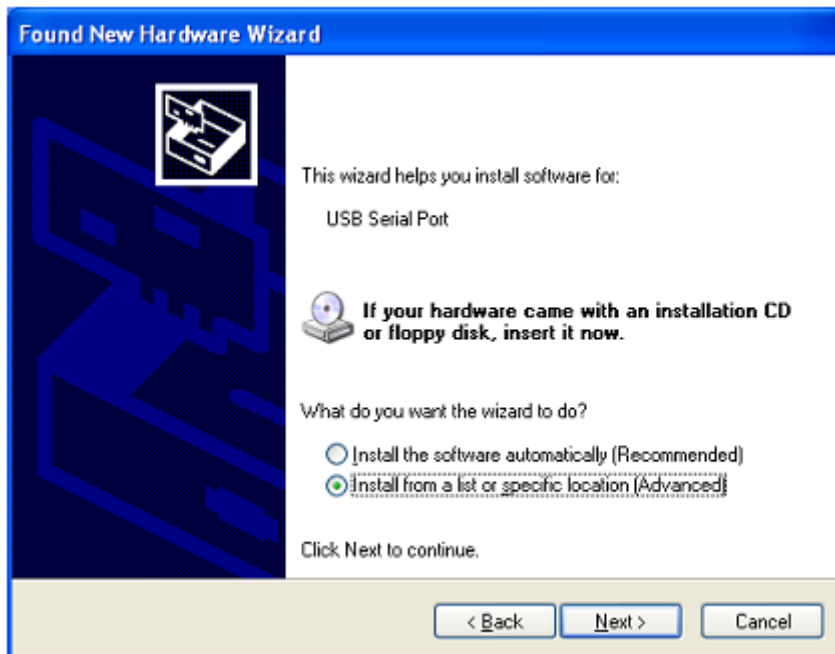 Found New Hardware Wizard
This wizard helps you install software for:
USB Serial Port
If your hardware came with an installation CD
or floppy disk, insert it now.
What do you want the wizard to do?
Install the software automatically (Recommended)
Install from a list or specific location (Advanced)
Click Next to continue.
< Back
Next >
Cancel